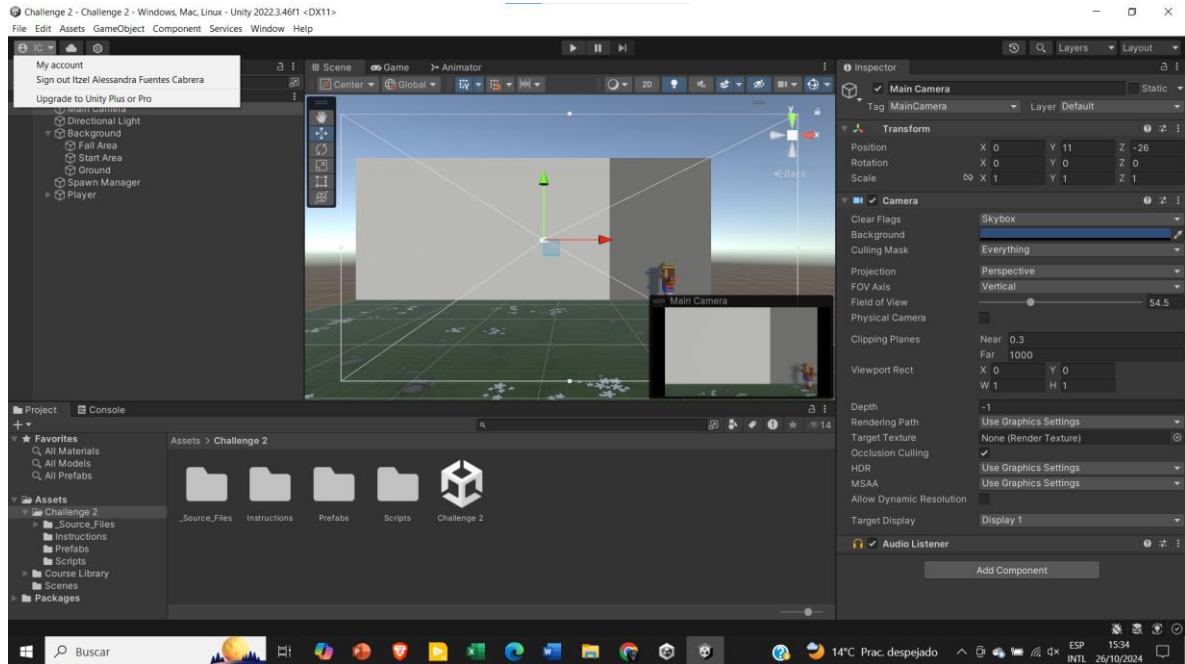 Challenge 2 - Challenge 2 - Windows, Mac, Linux - Unity 2022.3.46f1 <DX11>
File Edit Assets GameObject Component Services Window Help
IC
Layers Layout
My account
Sign out Itzel Alessandra Fuentes Cabrera
Upgrade to Unity Plus or Pro
Main Camera
Directional Light
Background
Fall Area
Start Area
Ground
Spawn Manager
Player
Scene Game Animator
Center Global 2D
y
x
Back
Main Camera
Inspector
Main Camera Static
Tag MainCamera Layer Default
Transform
Position X 0 Y 11 Z -26
Rotation X 0 Y 0 Z 0
Scale X 1 Y 1 Z 1
Camera
Clear Flags Skybox
Background
Culling Mask Everything
Projection Perspective
FOV Axis Vertical
Field of View 54.5
Physical Camera
Clipping Planes Near 0.3
Far 1000
Viewport Rect X 0 Y 0
W 1 H 1
Depth -1
Rendering Path Use Graphics Settings
Target Texture None (Render Texture)
Occlusion Culling
HDR Use Graphics Settings
MSAA Use Graphics Settings
Allow Dynamic Resolution
Target Display Display 1
Audio Listener
Add Component
Project Console
14
Favorites
All Materials
All Models
All Prefabs
Assets
Challenge 2
_Source_Files
Instructions
Prefabs
Scripts
Course Library
Scenes
Packages
Assets > Challenge 2
_Source_Files Instructions Prefabs Scripts Challenge 2
Buscar
14°C Prac. despejado
ESP
INTL
15:34
26/10/2024